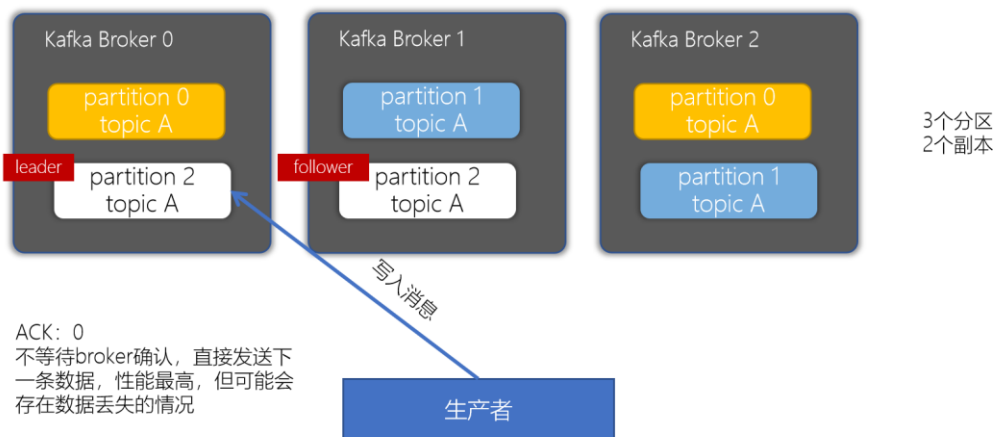 Kafka Broker 0
partition 0
topic A
leader
partition 2
topic A
Kafka Broker 1
partition 1
topic A
follower
partition 2
topic A
Kafka Broker 2
partition 0
topic A
partition 1
topic A
3个分区
2个副本
写入消息
ACK：0
不等待broker确认，直接发送下
一条数据，性能最高，但可能会
存在数据丢失的情况
生产者